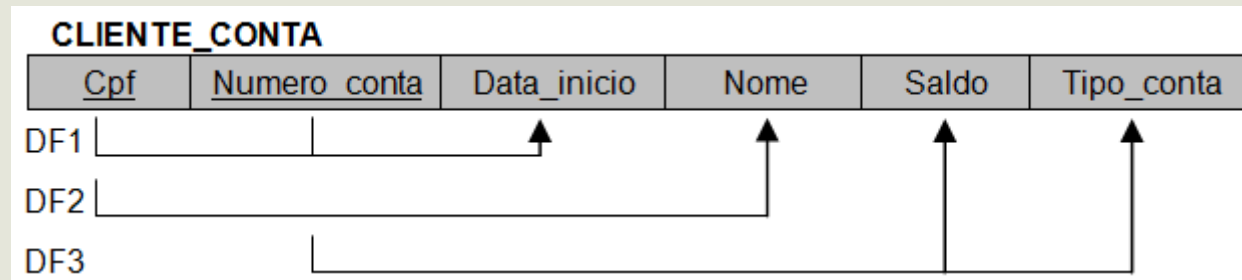 CLIENTE_CONTA
Cpf Numero_conta Data_inicio Nome Saldo Tipo_conta
DF1
DF2
DF3